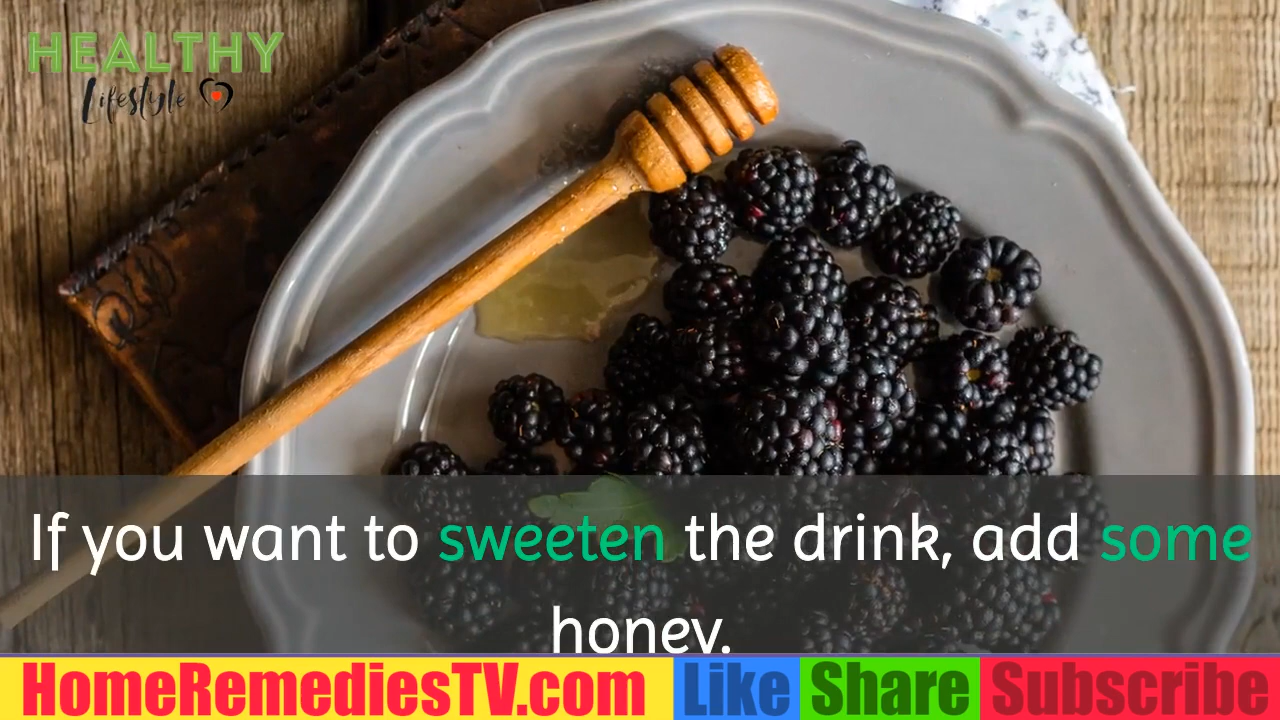 HEALTHY
Lifestyle
If you want to sweeten the drink, add some
honey.
HomeRemediesTV.com Like Share Subscribe